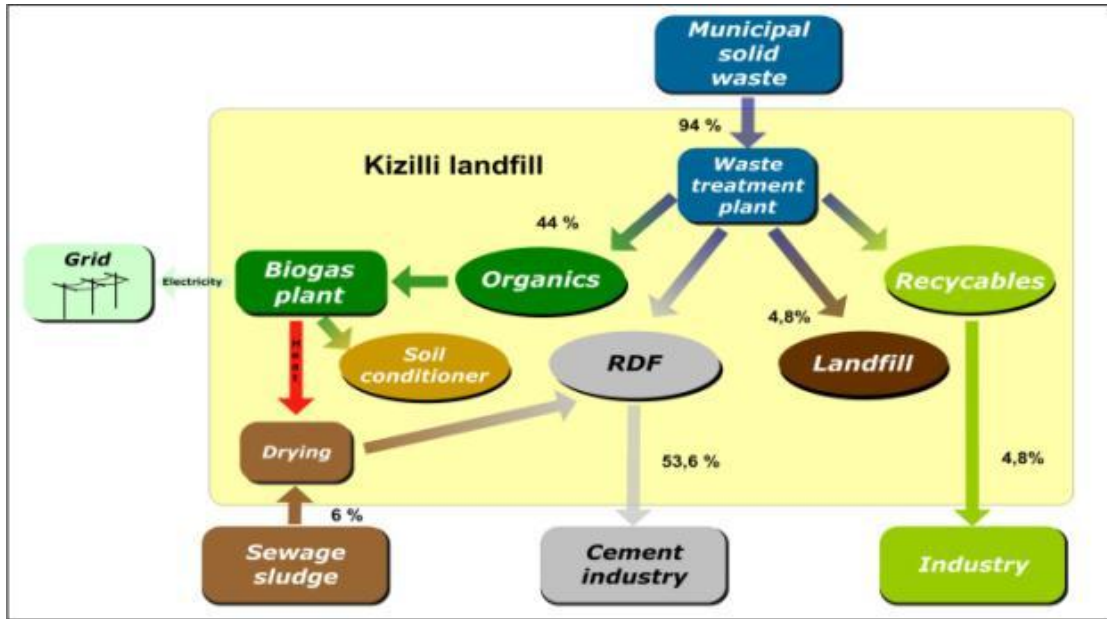 Municipal
solid
waste
94 %
Kizilli landfill
Waste
treatment
plant
44 %
Grid
Electricity
Biogas
plant
Organics
Recycables
Heat
Soil
conditioner
RDF
4,8%
Landfill
Drying
53,6 %
4,8%
6 %
Sewage
sludge
Cement
industry
Industry